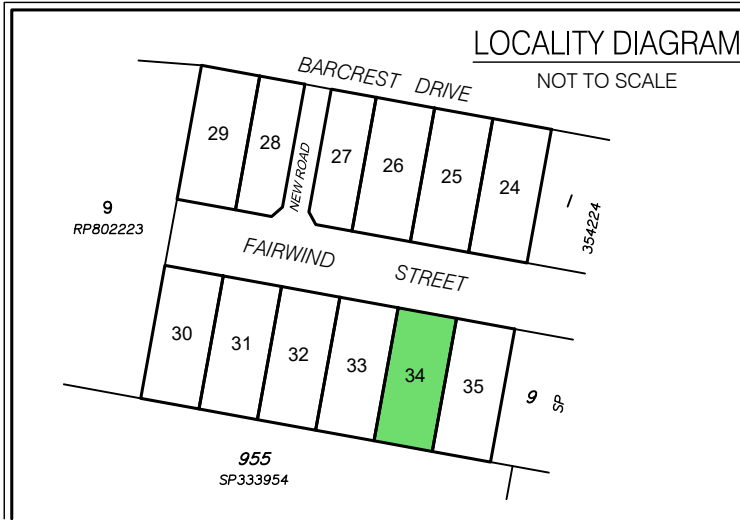 LOCALITY DIAGRAM
NOT TO SCALE
BARCREST DRIVE
29
28
NEW ROAD
27
26
25
24
1
354224
9
RP802223
FAIRWIND STREET
30
31
32
33
34
35
9
SP
955
SP333954